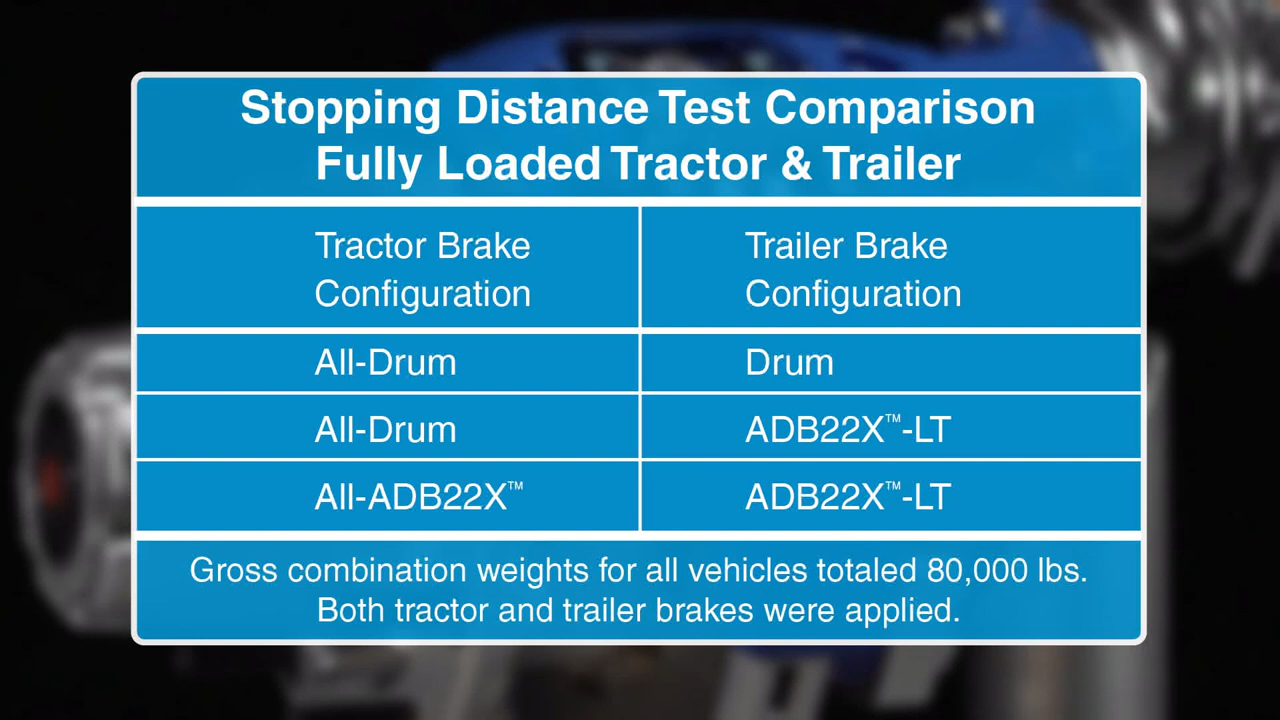 Stopping Distance Test Comparison
Fully Loaded Tractor & Trailer
Tractor Brake
Configuration
Trailer Brake
Configuration
All-Drum
Drum
All-Drum
ADB22X™-LT
All-ADB22X™
ADB22X™-LT
Gross combination weights for all vehicles totaled 80,000 lbs.
Both tractor and trailer brakes were applied.